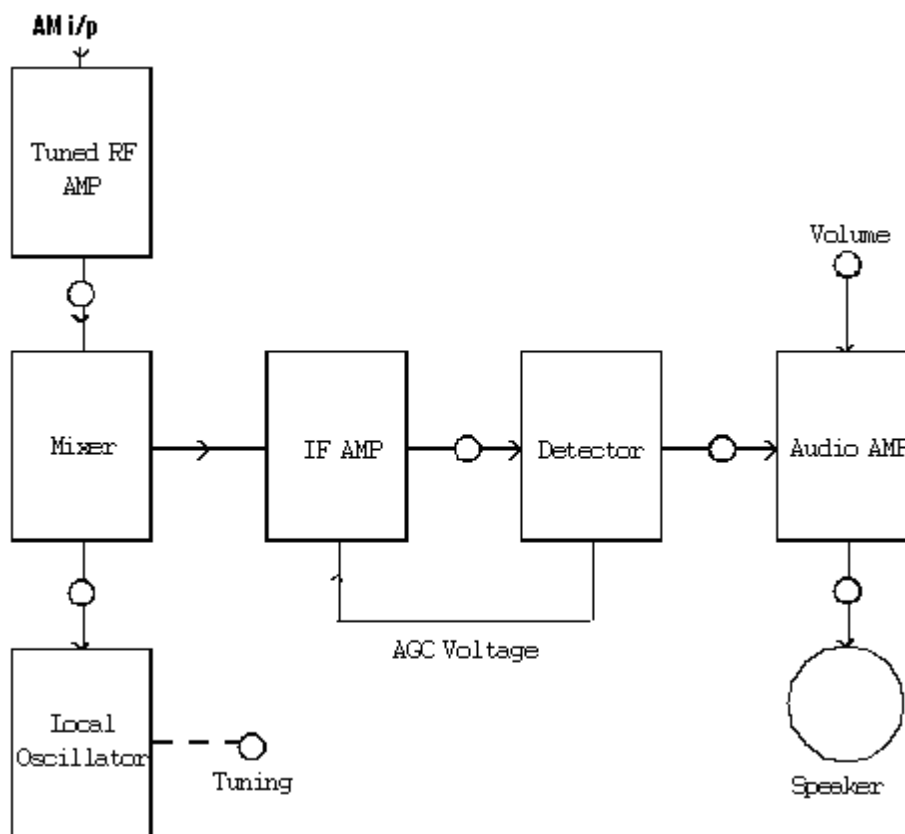 AM i/p
Tuned RF
AMP
Volume
Mixer
IF AMP
Detector
Audio AMP
AGC Voltage
Local
Oscillator
Tuning
Speaker